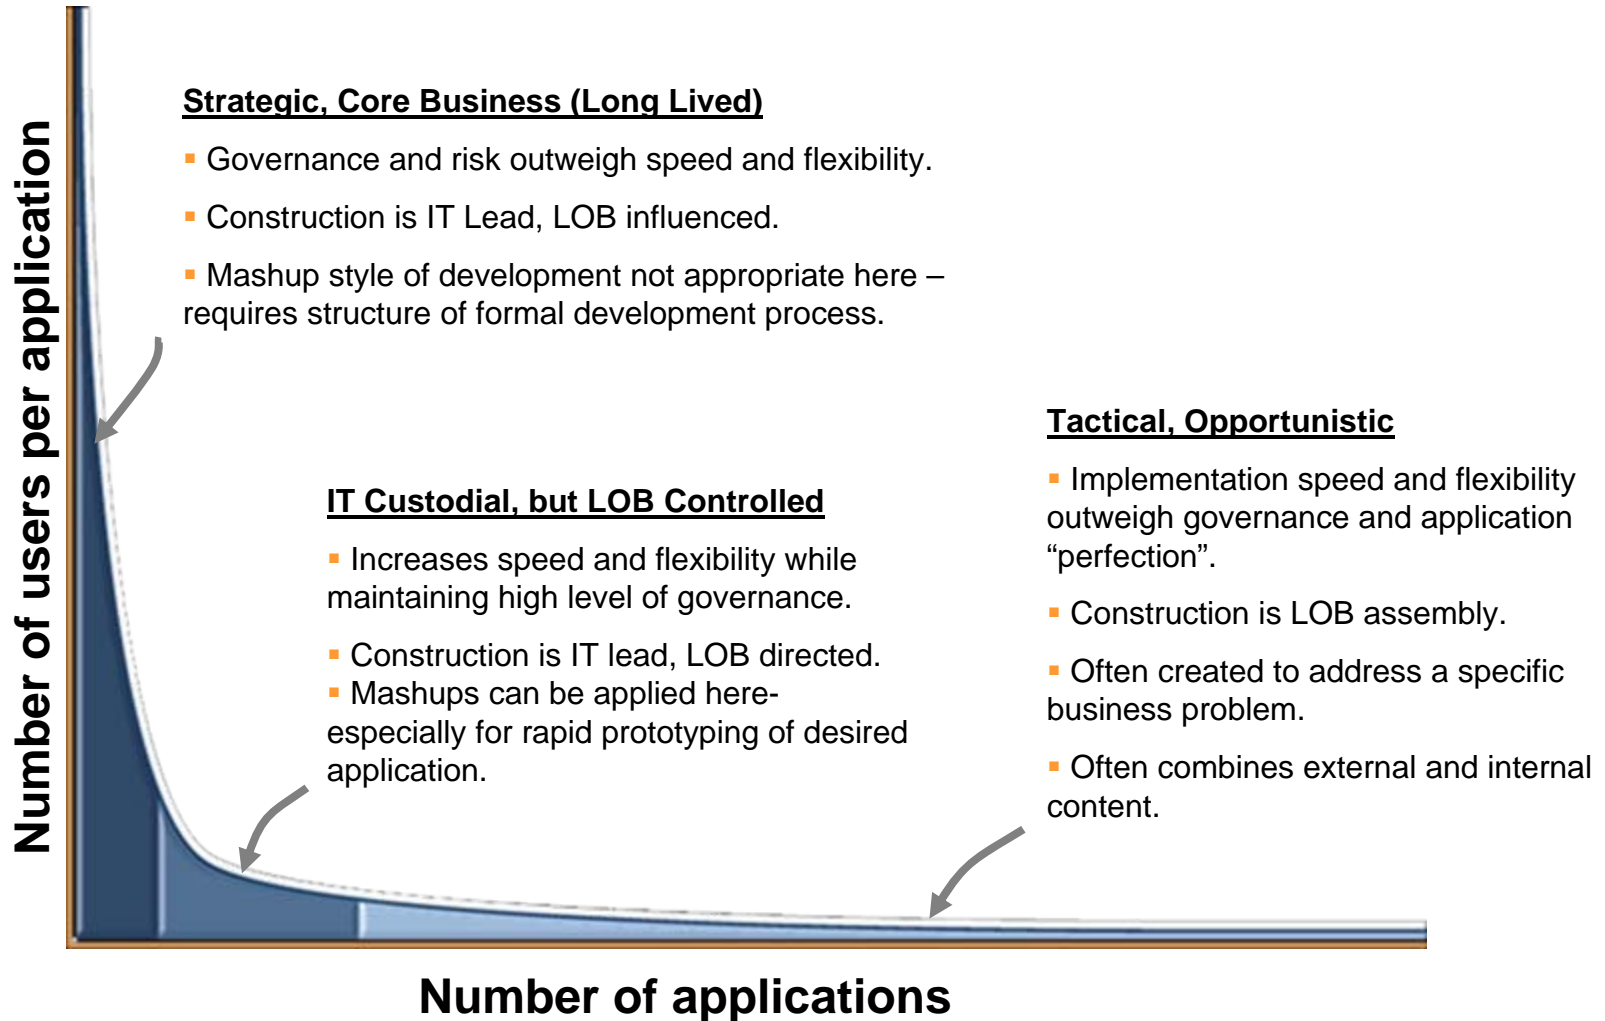 Number of users per application
Strategic, Core Business (Long Lived)
▪ Governance and risk outweigh speed and flexibility.
▪ Construction is IT Lead, LOB influenced.
▪ Mashup style of development not appropriate here –
requires structure of formal development process.
IT Custodial, but LOB Controlled
▪ Increases speed and flexibility while
maintaining high level of governance.
▪ Construction is IT lead, LOB directed.
▪ Mashups can be applied here-
especially for rapid prototyping of desired
application.
Tactical, Opportunistic
▪ Implementation speed and flexibility
outweigh governance and application
“perfection”.
▪ Construction is LOB assembly.
▪ Often created to address a specific
business problem.
▪ Often combines external and internal
content.
Number of applications